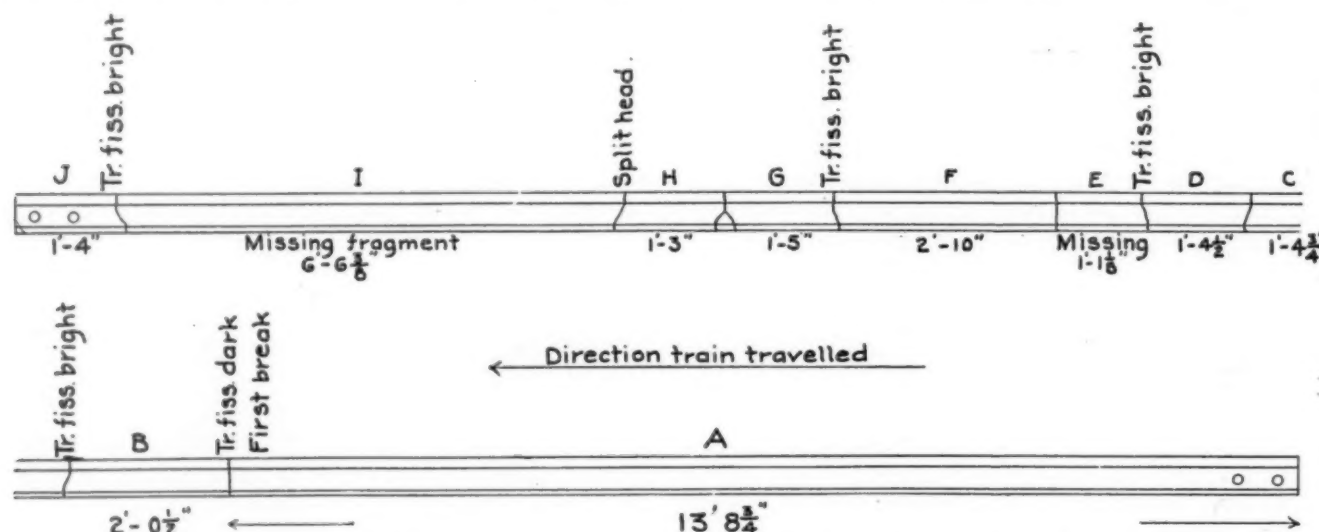 Tr. fiss. bright
Split head.
Tr. fiss. bright
Tr. fiss. bright
J I H G F E D C
1'-4" Missing fragment 1'-3" 1'-5" 2'-10" Missing 1'-4½" 1'-4¾
6'-6⅜" 1'-1⅛"
Tr. fiss. bright
Tr. fiss. dark
First break
Direction train travelled
B A
2'-0½" 13' 8¾"